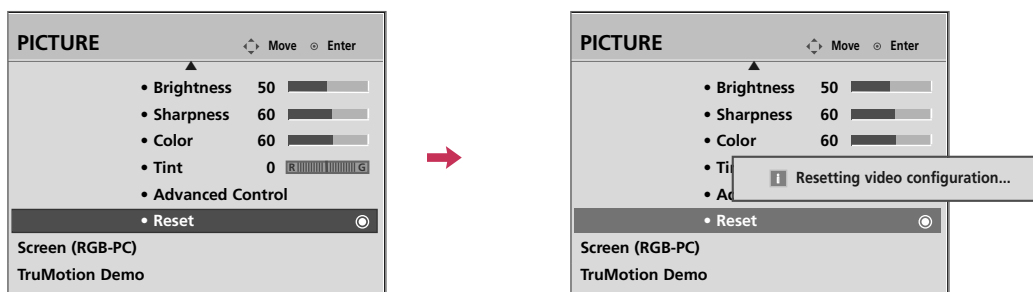 PICTURE Move Enter
• Brightness 50
• Sharpness 60
• Color 60
• Tint 0 R G
• Advanced Control
• Reset
Screen (RGB-PC)
TruMotion Demo
PICTURE Move Enter
• Brightness 50
• Sharpness 60
• Color 60
• Ti
i Resetting video configuration...
• Reset
Screen (RGB-PC)
TruMotion Demo